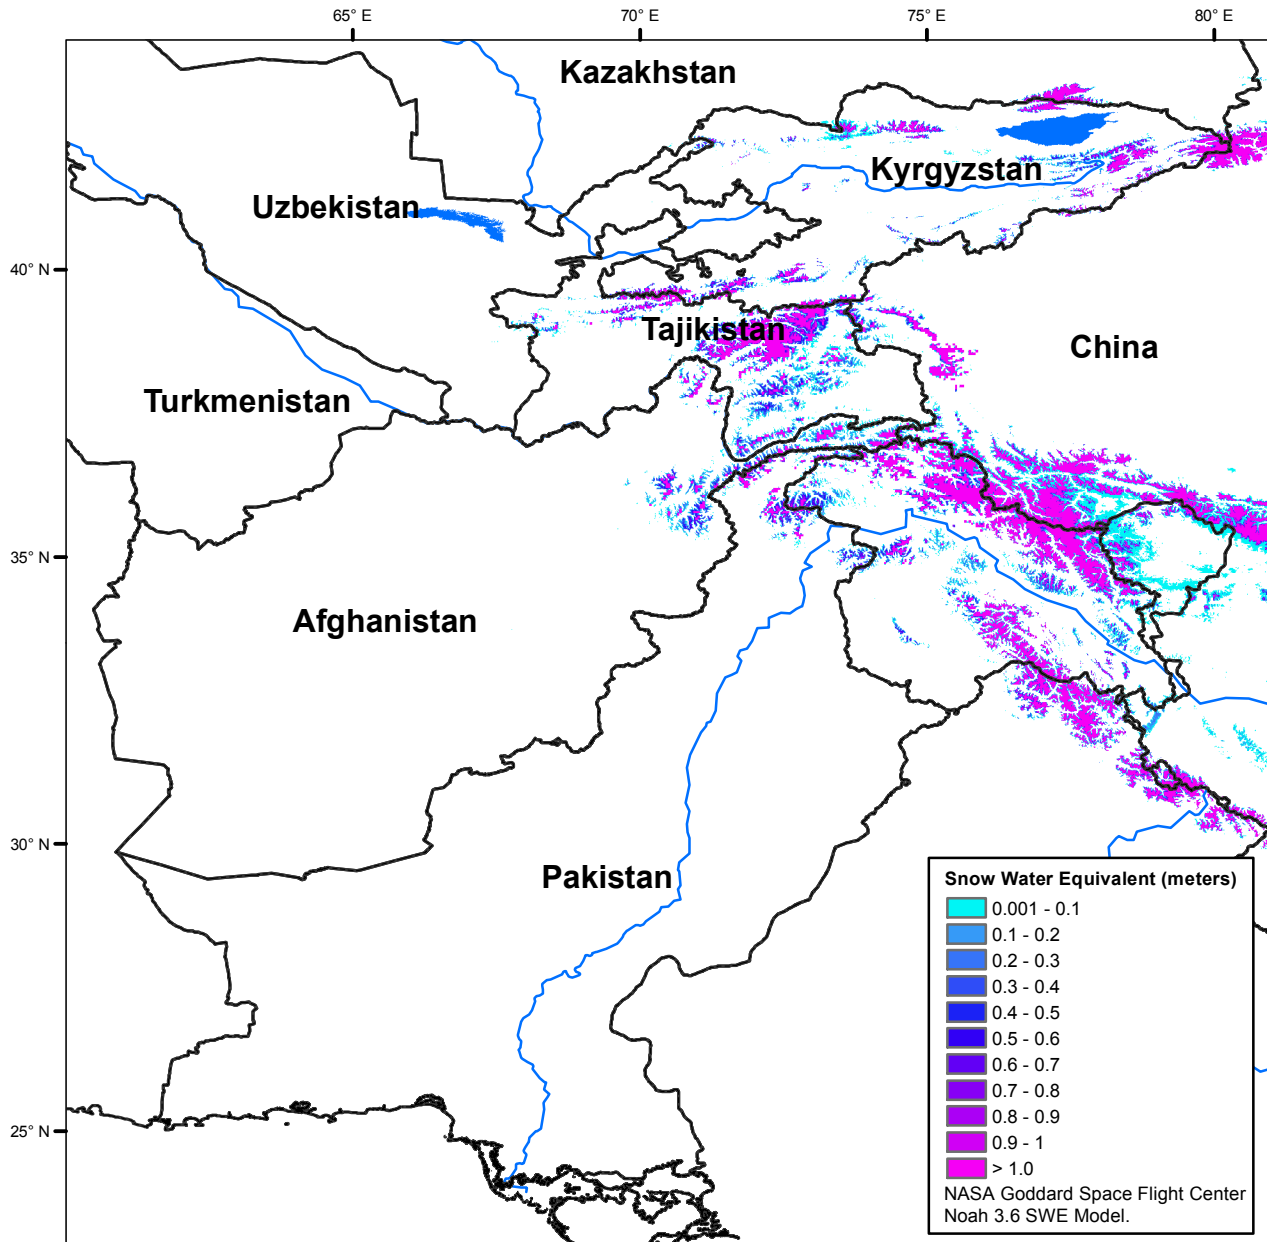 65° E
70° E
75° E
80° E
Kazakhstan
Kyrgyzstan
Uzbekistan
40° N
Tajikistan
China
Turkmenistan
35° N
Afghanistan
30° N
Pakistan
25° N
Snow Water Equivalent (meters)
0.001 - 0.1
0.1 - 0.2
0.2 - 0.3
0.3 - 0.4
0.4 - 0.5
0.5 - 0.6
0.6 - 0.7
0.7 - 0.8
0.8 - 0.9
0.9 - 1
> 1.0
NASA Goddard Space Flight Center
Noah 3.6 SWE Model.